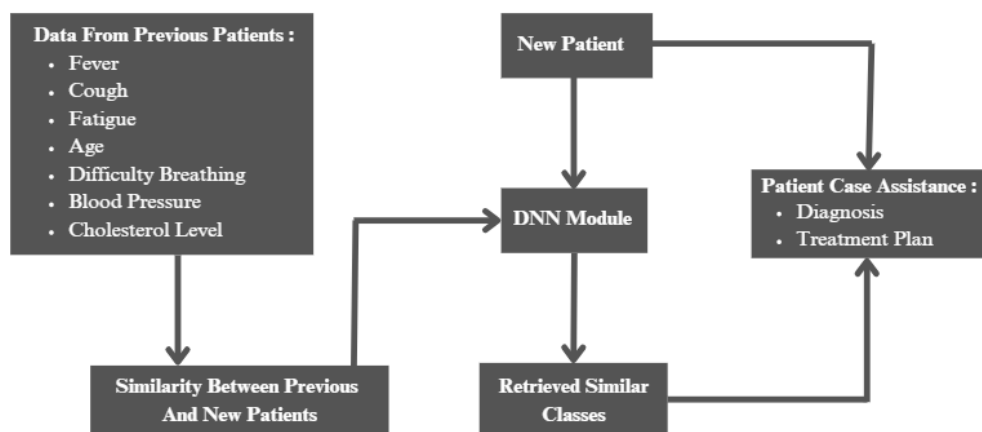 Data From Previous Patients :
• Fever
• Cough
• Fatigue
• Age
• Difficulty Breathing
• Blood Pressure
• Cholesterol Level
New Patient
DNN Module
Patient Case Assistance :
• Diagnosis
• Treatment Plan
Similarity Between Previous
And New Patients
Retrieved Similar
Classes